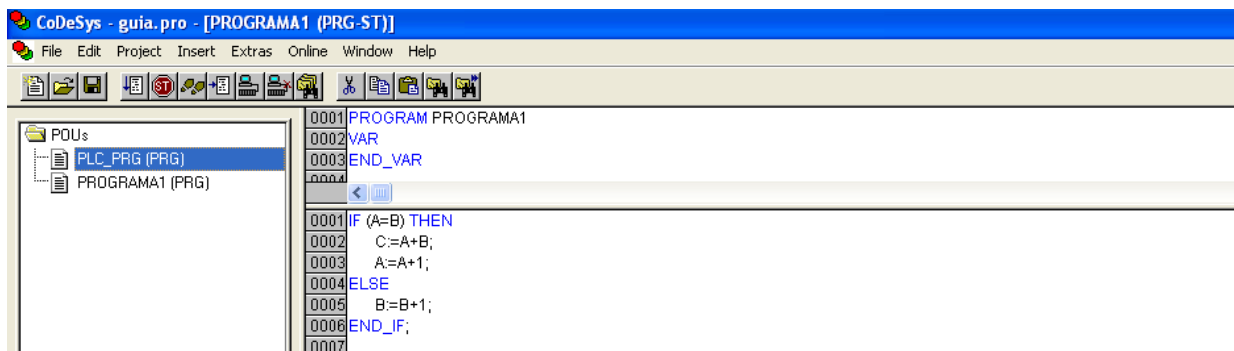 CoDeSys - guia.pro - [PROGRAMA1 (PRG-ST)]
File Edit Project Insert Extras Online Window Help
POUs
PLC_PRG (PRG)
PROGRAMA1 (PRG)
0001 PROGRAM PROGRAMA1
0002 VAR
0003 END_VAR
0004
0001 IF (A=B) THEN
0002 C:=A+B;
0003 A:=A+1;
0004 ELSE
0005 B:=B+1;
0006 END_IF;
0007